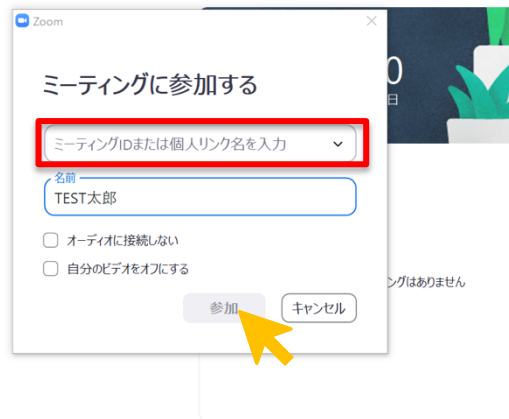 Zoom
ミーティングに参加する
0
日
ミーティングIDまたは個人リンク名を入力
名前
TEST太郎
オーディオに接続しない
自分のビデオをオフにする
ングはありません
参加
キャンセル